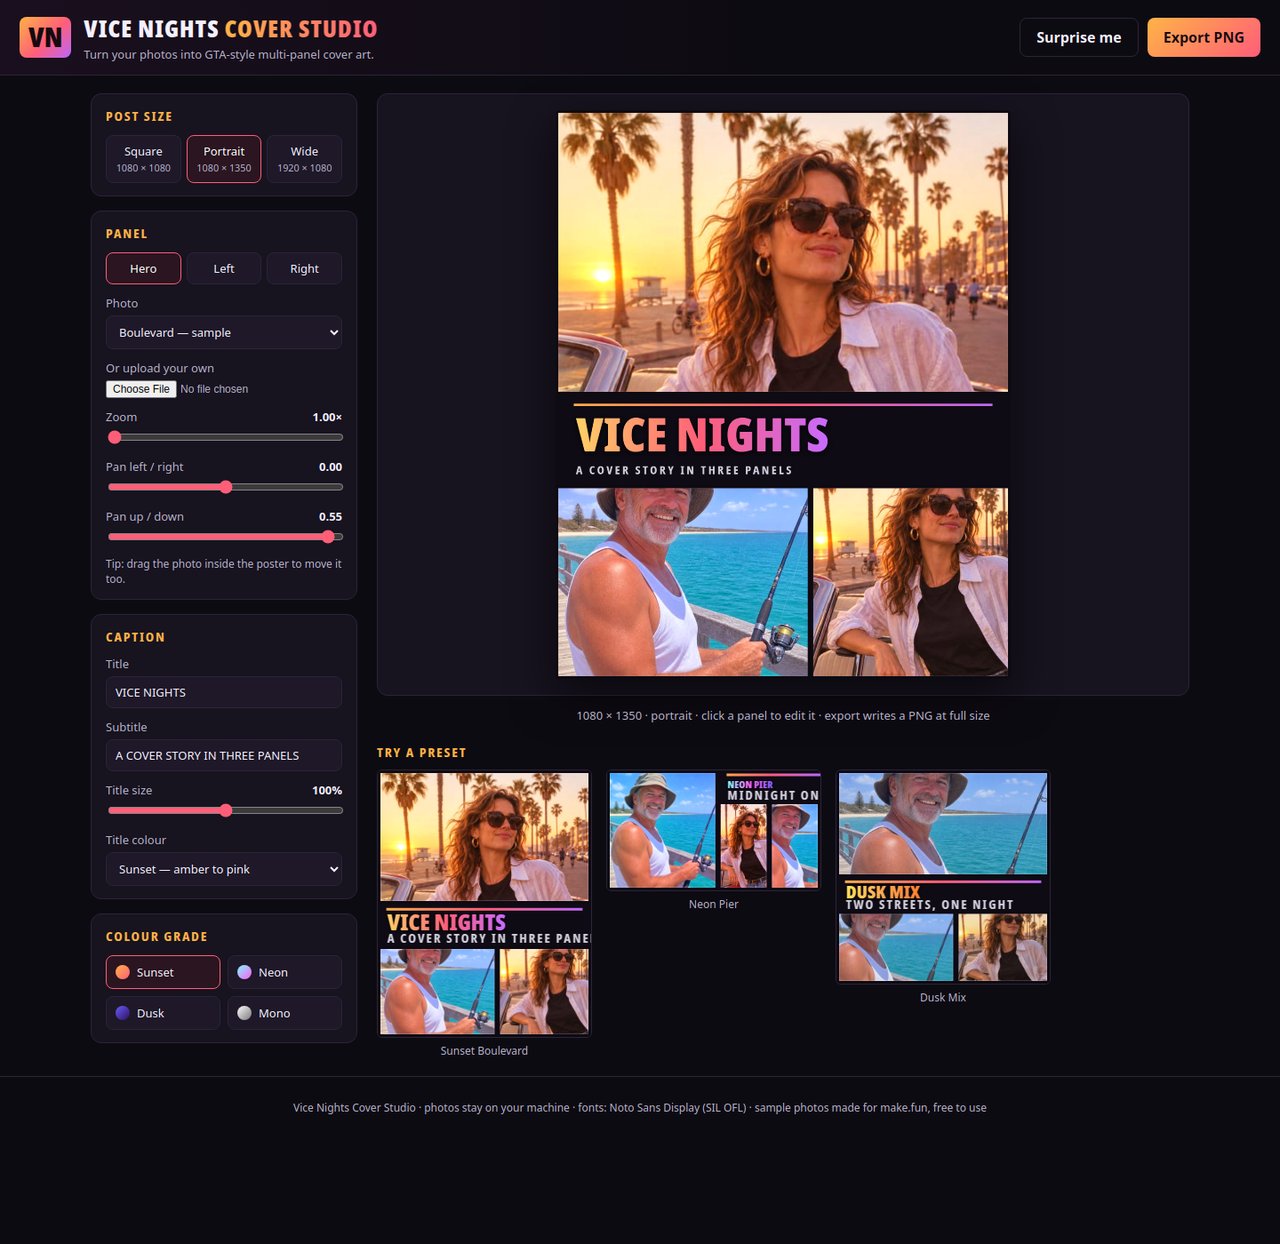 VN
VICE NIGHTS COVER STUDIO
Turn your photos into GTA-style multi-panel cover art.
Surprise me
Export PNG
POST SIZE
Square
1080 × 1080
Portrait
1080 × 1350
Wide
1920 × 1080
PANEL
Hero
Left
Right
Photo
Boulevard — sample
Or upload your own
Choose File No file chosen
Zoom 1.00×
Pan left / right 0.00
Pan up / down 0.55
Tip: drag the photo inside the poster to move it
too.
CAPTION
Title
VICE NIGHTS
Subtitle
A COVER STORY IN THREE PANELS
Title size 100%
Title colour
Sunset — amber to pink
COLOUR GRADE
Sunset
Neon
Dusk
Mono
VICE NIGHTS
A COVER STORY IN THREE PANELS
1080 × 1350 · portrait · click a panel to edit it · export writes a PNG at full size
TRY A PRESET
VICE NIGHTS
A COVER STORY IN THREE PANE
Sunset Boulevard
NEON PIER
MIDNIGHT ON
Neon Pier
DUSK MIX
TWO STREETS, ONE NIGHT
Dusk Mix
Vice Nights Cover Studio · photos stay on your machine · fonts: Noto Sans Display (SIL OFL) · sample photos made for make.fun, free to use